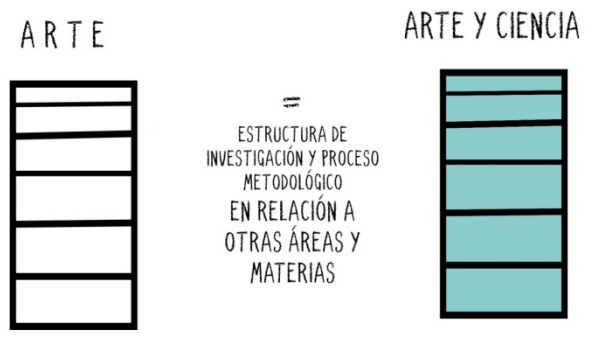 ARTE
ARTE Y CIENCIA
=
ESTRUCTURA DE
INVESTIGACIÓN Y PROCESO
METODOLÓGICO
EN RELACIÓN A
OTRAS ÁREAS Y
MATERIAS